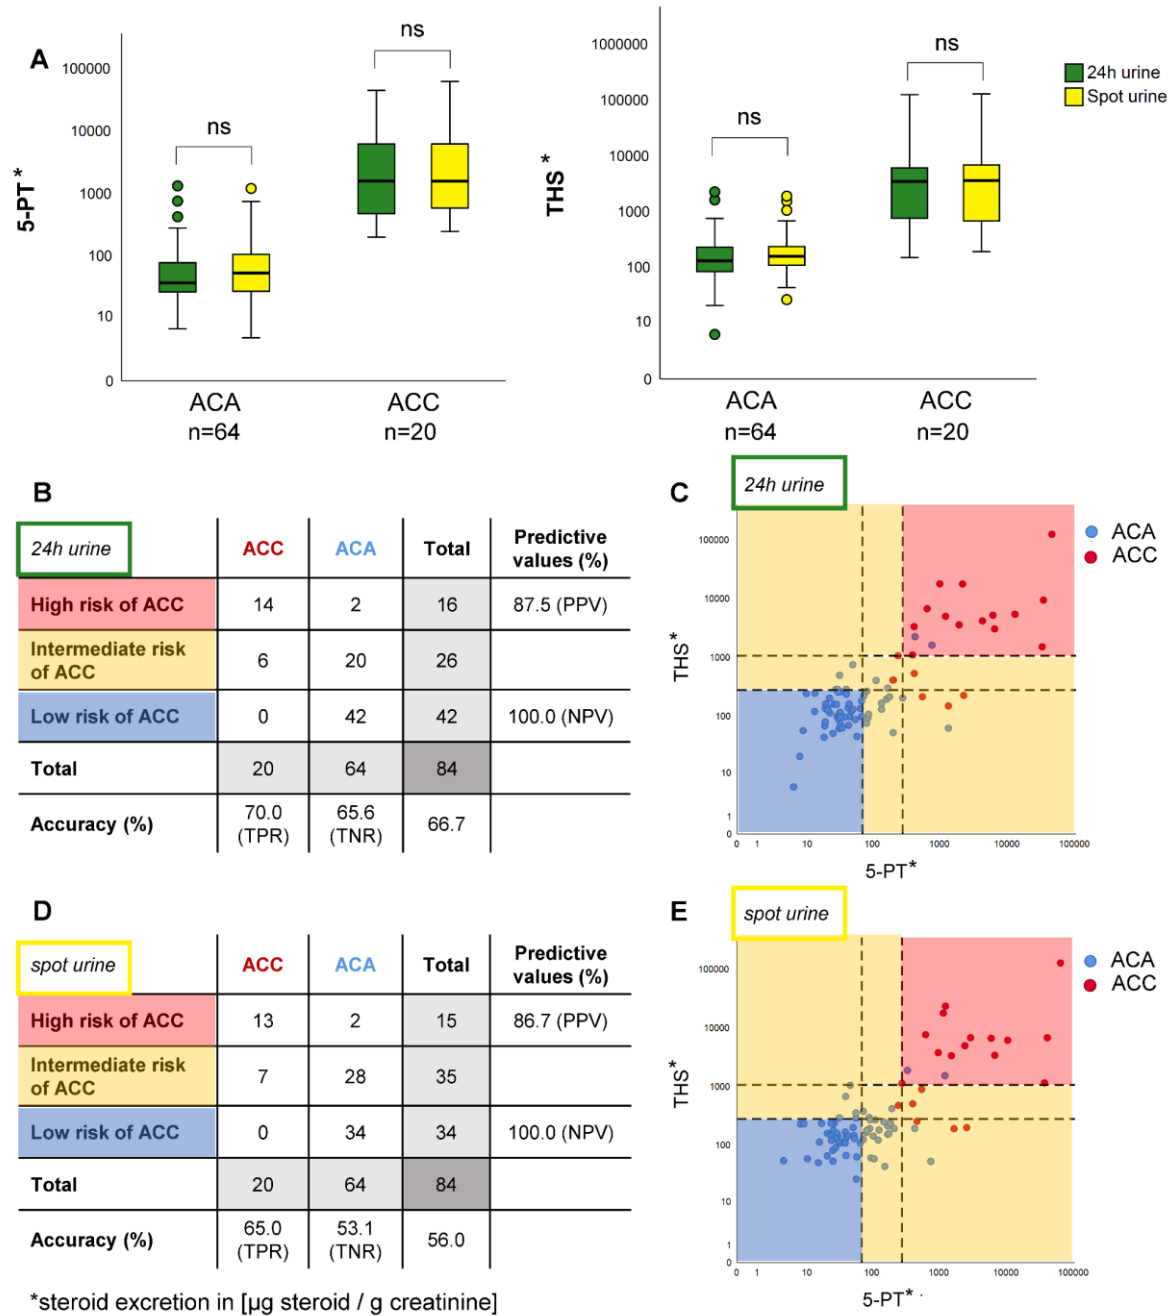 A
5-PT*
100000
10000
1000
100
10
0
ns
ns
ACA
n=64
ACC
n=20
THS*
1000000
100000
10000
1000
100
10
0
ns
ns
ACA
n=64
ACC
n=20
24h urine
Spot urine
B
24h urine ACC ACA Total Predictive
values (%)
High risk of ACC 14 2 16 87.5 (PPV)
Intermediate risk
of ACC 6 20 26
Low risk of ACC 0 42 42 100.0 (NPV)
Total 20 64 84
Accuracy (%) 70.0
(TPR) 65.6
(TNR) 66.7
C
24h urine
ACA
ACC
THS*
100000
10000
1000
100
10
1
0
0 1 10 100 1000 10000 100000
5-PT*
D
spot urine ACC ACA Total Predictive
values (%)
High risk of ACC 13 2 15 86.7 (PPV)
Intermediate risk
of ACC 7 28 35
Low risk of ACC 0 34 34 100.0 (NPV)
Total 20 64 84
Accuracy (%) 65.0
(TPR) 53.1
(TNR) 56.0
E
spot urine
ACA
ACC
THS*
100000
10000
1000
100
10
1
0
0 1 10 100 1000 10000 100000
5-PT*
*steroid excretion in [µg steroid / g creatinine]